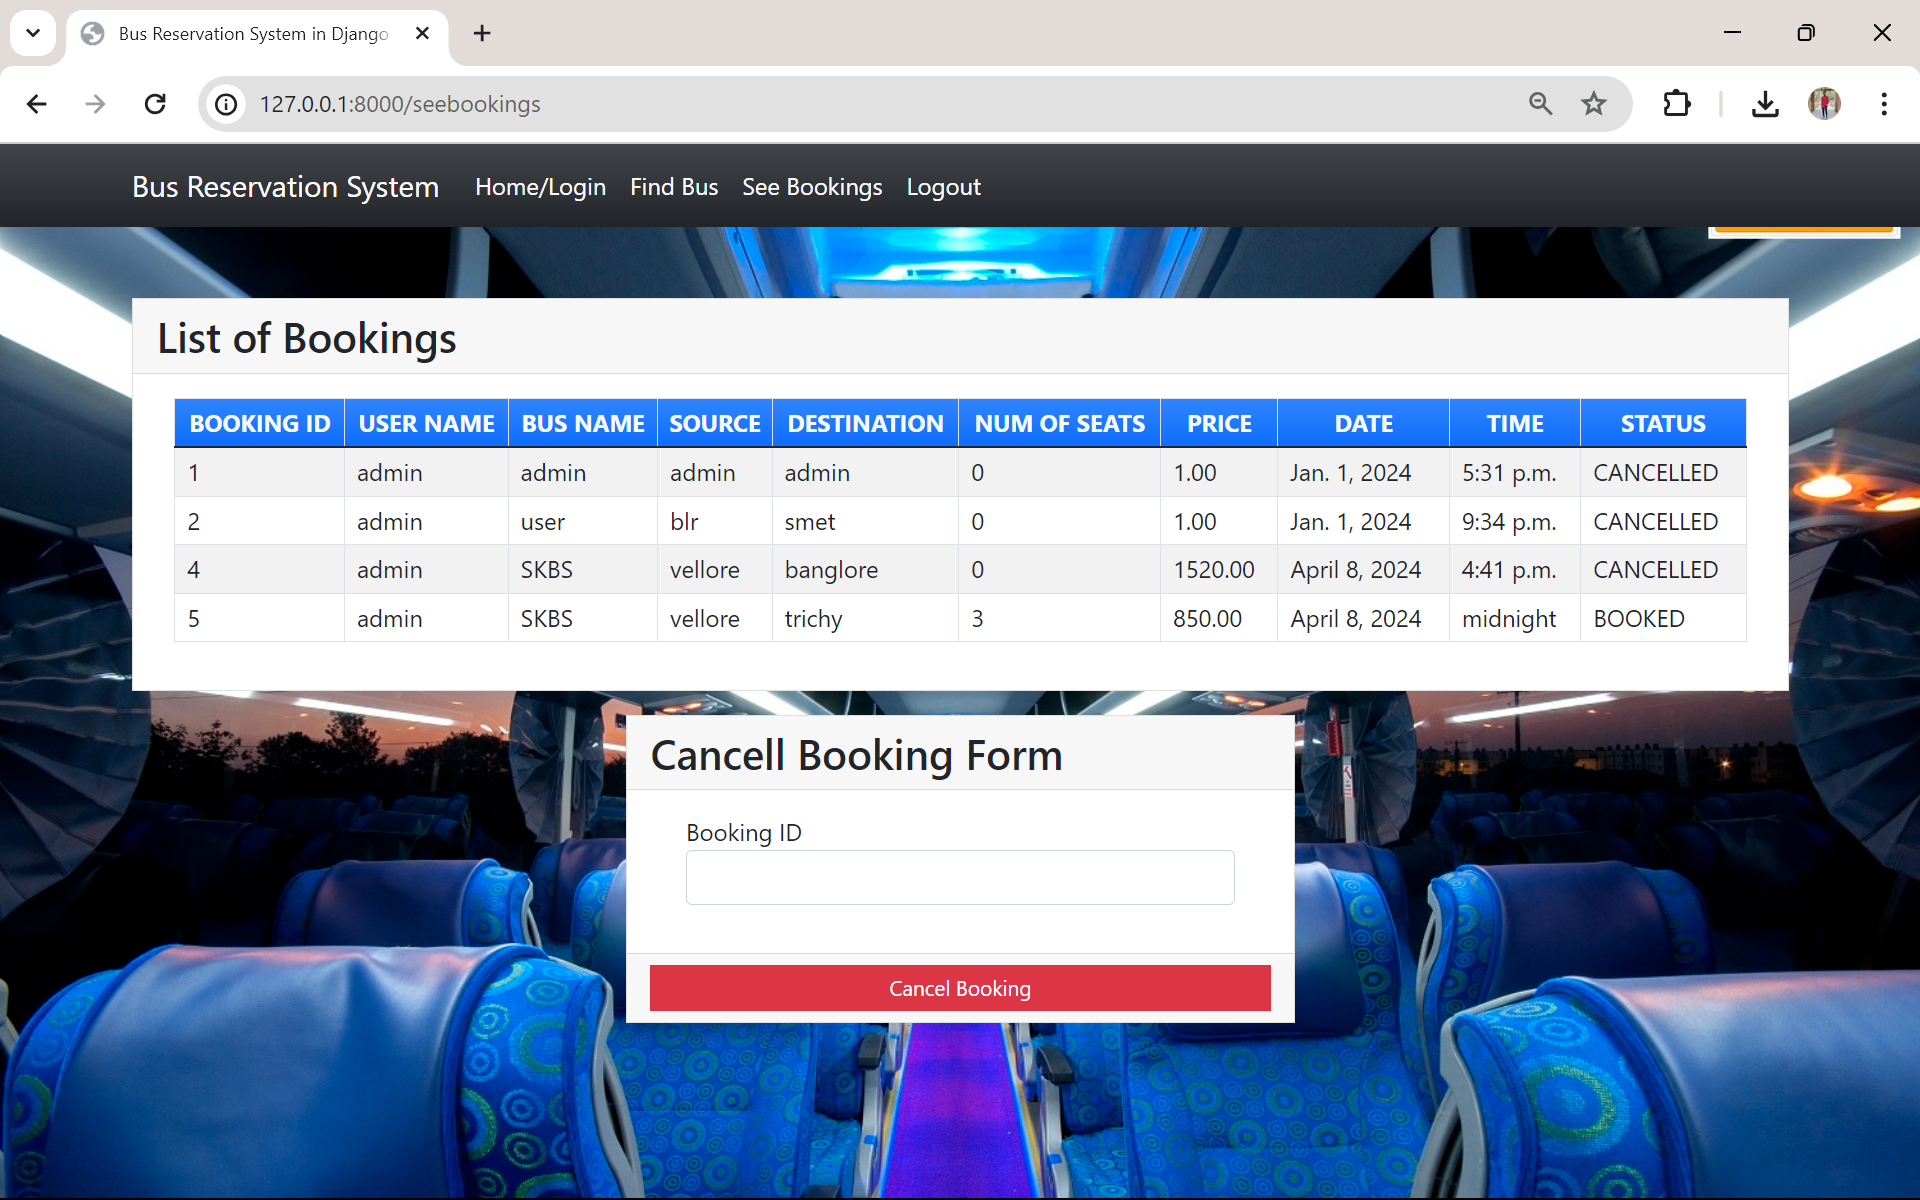 Bus Reservation System in Django
127.0.0.1:8000/seebookings
Bus Reservation System Home/Login Find Bus See Bookings Logout
List of Bookings
BOOKING ID USER NAME BUS NAME SOURCE DESTINATION NUM OF SEATS PRICE DATE TIME STATUS
1 admin admin admin admin 0 1.00 Jan. 1, 2024 5:31 p.m. CANCELLED
2 admin user blr smet 0 1.00 Jan. 1, 2024 9:34 p.m. CANCELLED
4 admin SKBS vellore banglore 0 1520.00 April 8, 2024 4:41 p.m. CANCELLED
5 admin SKBS vellore trichy 3 850.00 April 8, 2024 midnight BOOKED
Cancell Booking Form
Booking ID
Cancel Booking